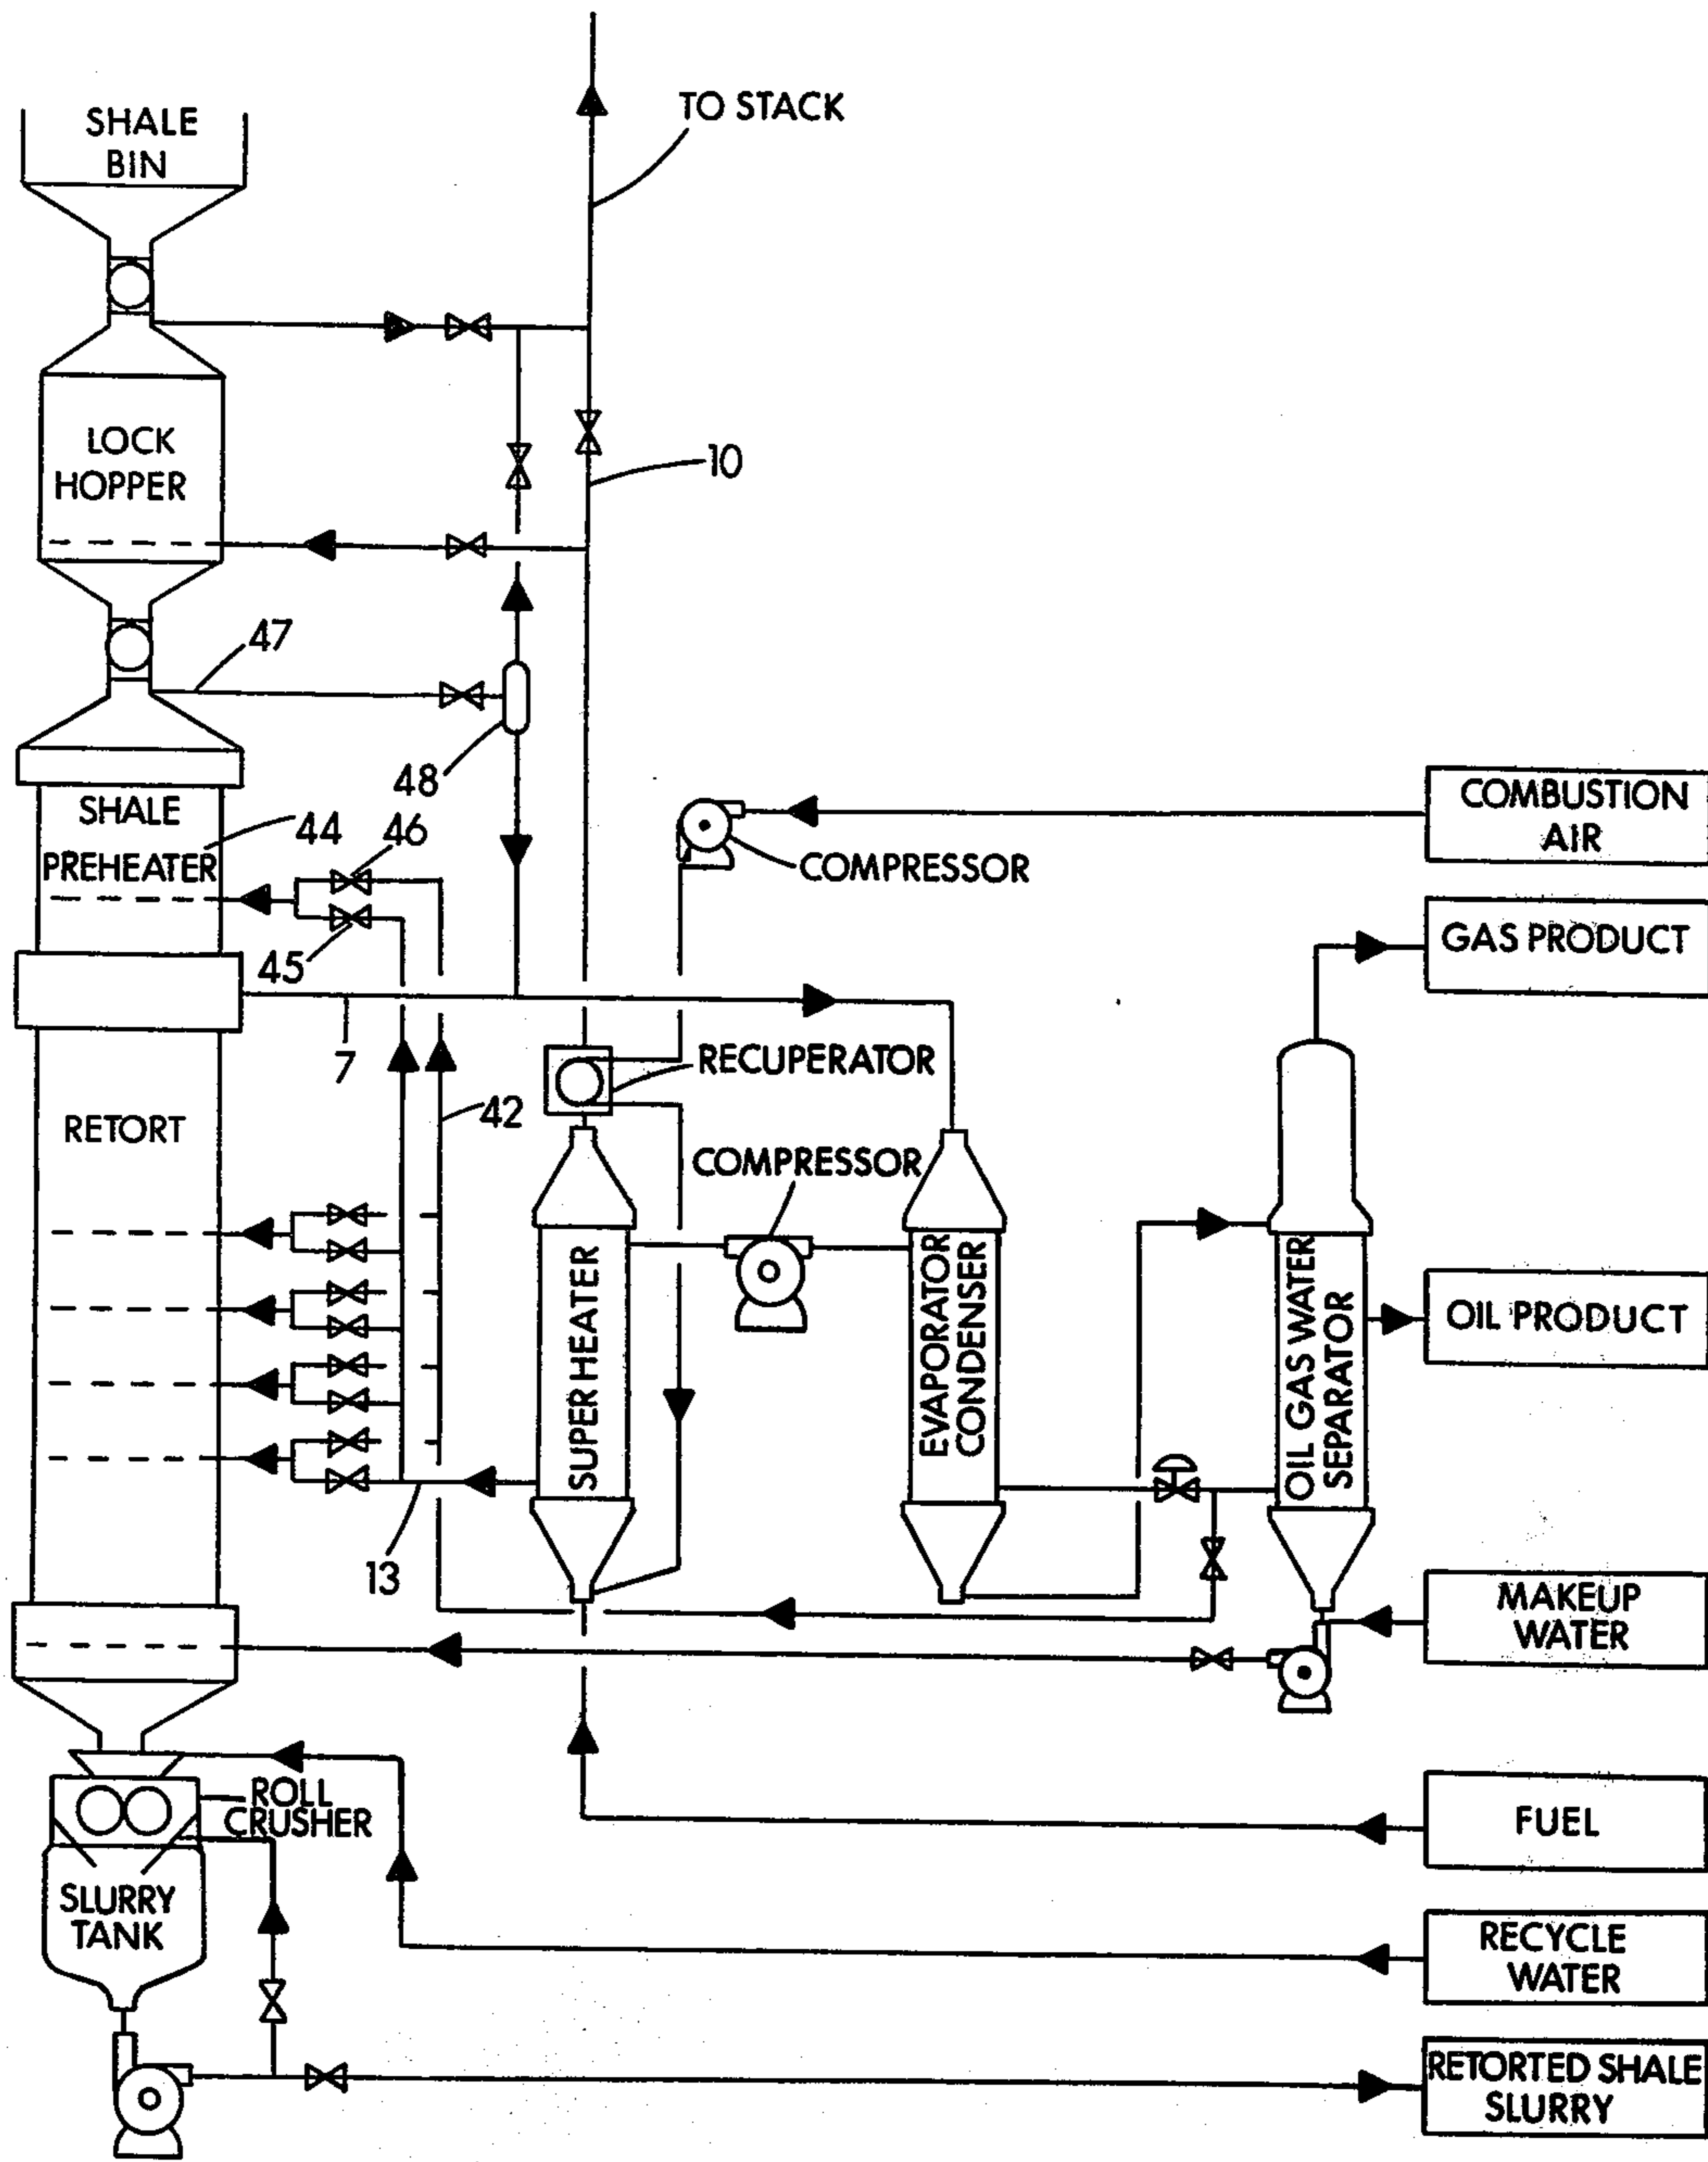 SHALE
BIN
TO STACK
LOCK
HOPPER
10
47
48
SHALE
PREHEATER
44
46
45
COMBUSTION
AIR
COMPRESSOR
GAS PRODUCT
7
RECUPERATOR
RETORT
42
COMPRESSOR
SUPERHEATER
EVAPORATOR
CONDENSER
OIL GAS WATER
SEPARATOR
OIL PRODUCT
13
MAKEUP
WATER
ROLL
CRUSHER
FUEL
SLURRY
TANK
RECYCLE
WATER
RETORTED SHALE
SLURRY